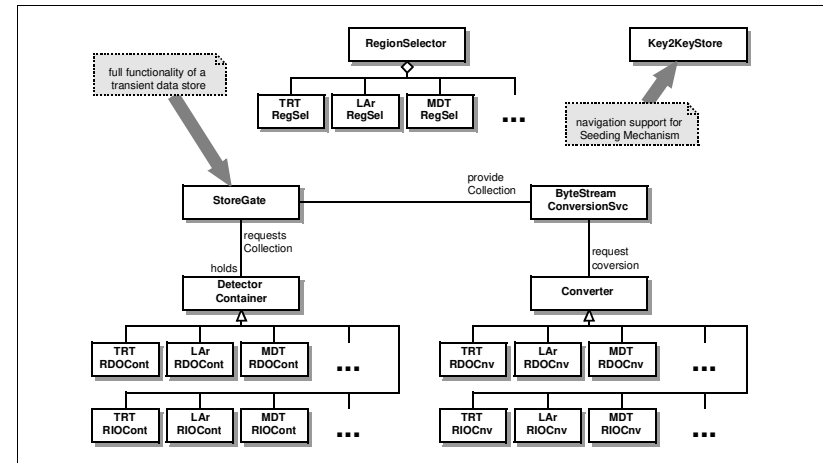 RegionSelector
Key2KeyStore
full functionality of a
transient data store
TRT
RegSel
LAr
RegSel
MDT
RegSel
...
navigation support for
Seeding Mechanism
provide
Collection
StoreGate
ByteStream
ConversionSvc
requests
Collection
request
coversion
holds
Detector
Container
Converter
TRT
RDOCont
LAr
RDOCont
MDT
RDOCont
...
TRT
RDOCnv
LAr
RDOCnv
MDT
RDOCnv
...
TRT
RIOCont
LAr
RIOCont
MDT
RIOCont
...
TRT
RIOCnv
LAr
RIOCnv
MDT
RIOCnv
...